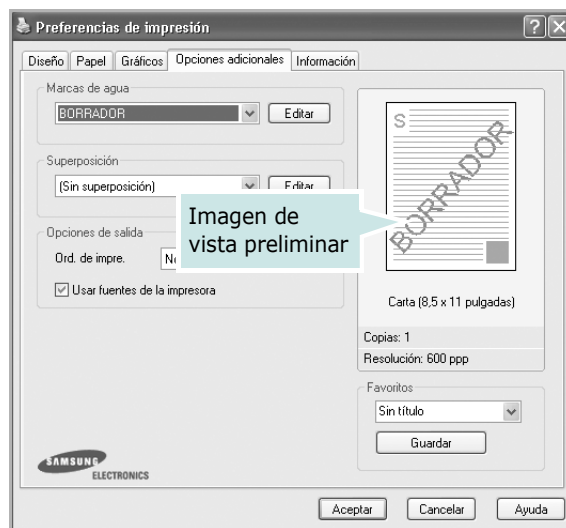 Preferencias de impresión
Diseño Papel Gráficos Opciones adicionales Información
Marcas de agua
BORRADOR
Editar
Superposición
(Sin superposición)
Editar
Opciones de salida
Ord. de impre.
Usar fuentes de la impresora
Imagen de
vista preliminar
S
BORRADOR
Carta (8,5 x 11 pulgadas)
Copias: 1
Resolución: 600 ppp
Favoritos
Sin título
Guardar
SAMSUNG
ELECTRONICS
Aceptar Cancelar Ayuda